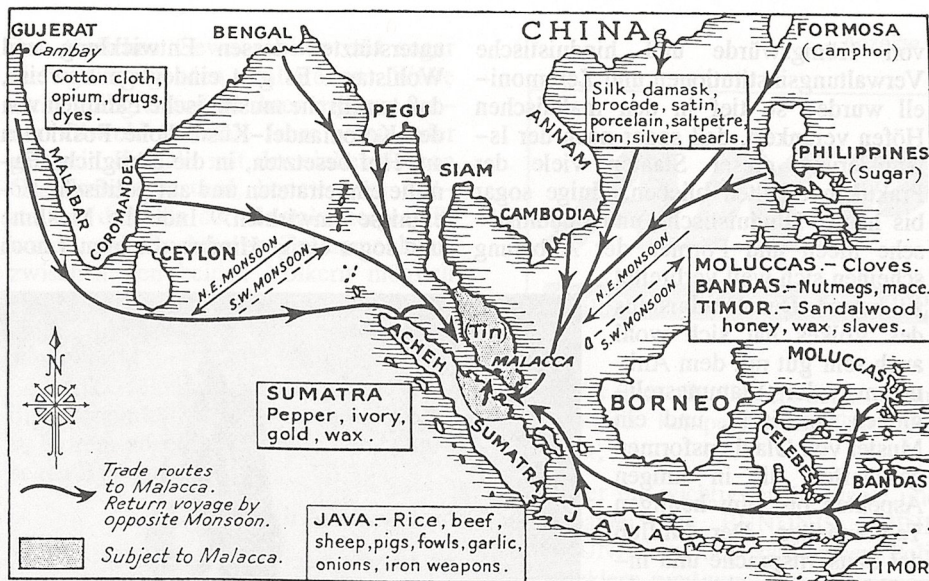 GUJERAT
Cambay
BENGAL
CHINA
FORMOSA
(Camphor)
Cotton cloth,
opium, drugs,
dyes.
PEGU
SIAM
ANNAM
CAMBODIA
Silk, damask,
brocade, satin,
porcelain, saltpetre,
iron, silver, pearls.
PHILIPPINES
(Sugar)
MALABAR
COROMANDEL
CEYLON
N.E. MONSOON
S.W. MONSOON
N.E. MONSOON
S.W. MONSOON
MOLUCCAS.-Cloves.
BANDAS.-Nutmegs, mace.
TIMOR.-Sandalwood,
honey, wax, slaves.
(Tin)
MALACCA
ACHEH
SUMATRA
BORNEO
MOLUCCAS
CELEBES
BANDAS
SUMATRA
Pepper, ivory,
gold, wax.
N
Trade routes
to Malacca.
Return voyage by
opposite Monsoon.
Subject to Malacca.
JAVA.- Rice, beef,
sheep, pigs, fowls, garlic,
onions, iron weapons.
JAVA
TIMOR